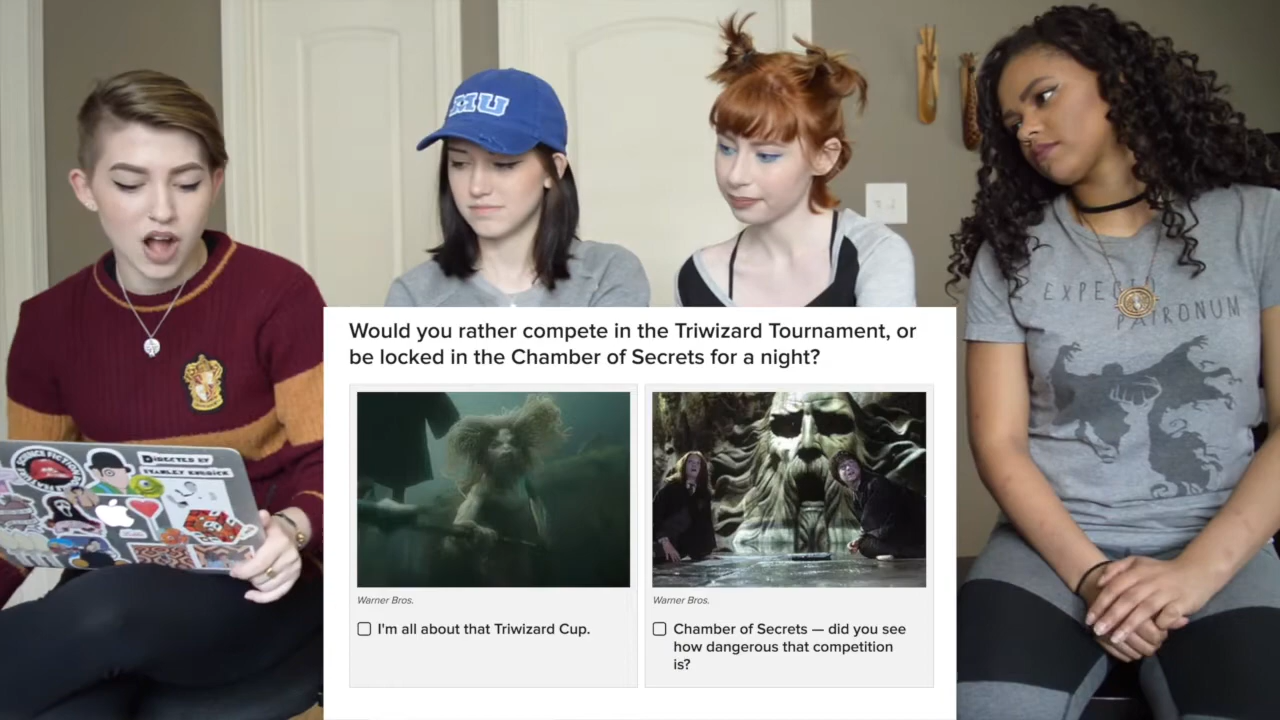 MU
EXPECTO
PATRONUM
DIRECTED BY
STANLEY KUBRICK
Would you rather compete in the Triwizard Tournament, or
be locked in the Chamber of Secrets for a night?
Warner Bros.
I'm all about that Triwizard Cup.
Warner Bros.
Chamber of Secrets — did you see
how dangerous that competition
is?